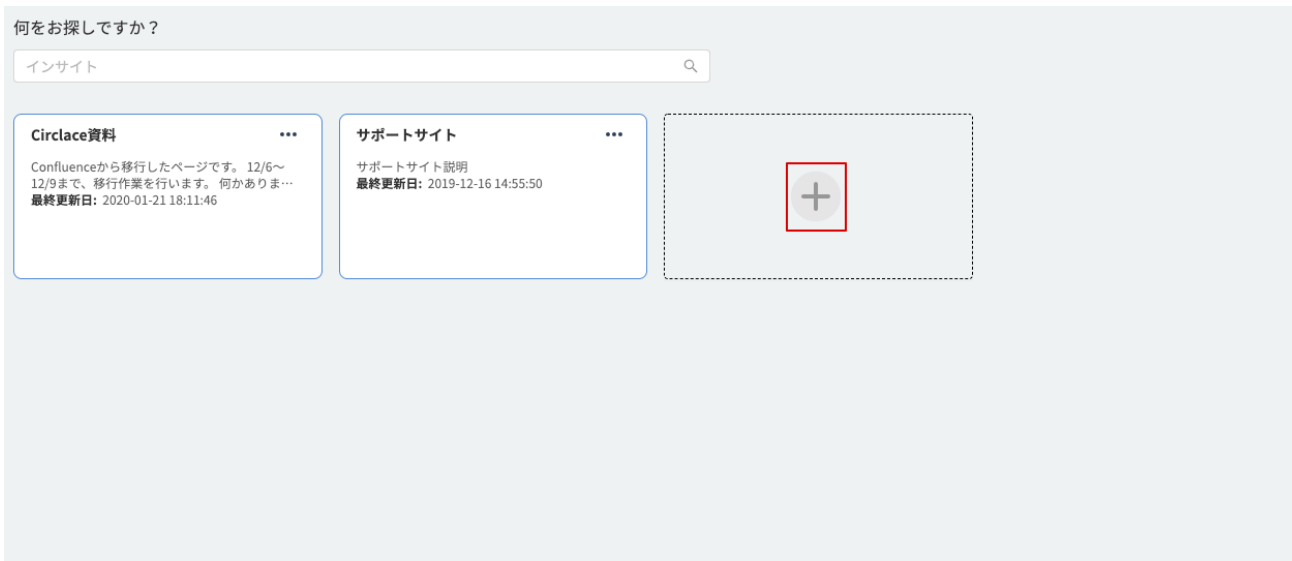 何をお探しですか？
インサイト
Circlace資料
Confluenceから移行したページです。 12/6〜
12/9まで、移行作業を行います。 何かありま…
最終更新日: 2020-01-21 18:11:46
サポートサイト
サポートサイト説明
最終更新日: 2019-12-16 14:55:50